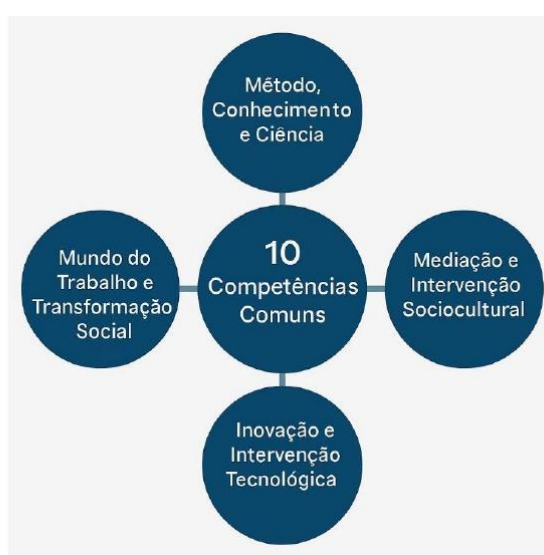 Método,
Conhecimento
e Ciência
Mundo do
Trabalho e
Transformação
Social
10
Competências
Comuns
Mediação e
Intervenção
Sociocultural
Inovação e
Intervenção
Tecnológica